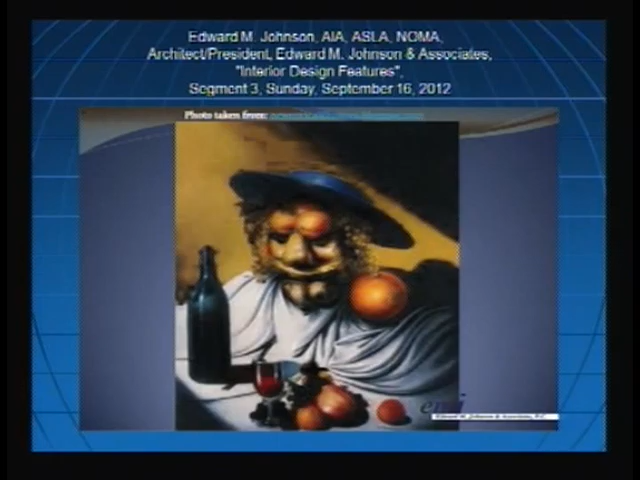 Edward M. Johnson, AIA, ASLA, NOMA,
Architect/President, Edward M. Johnson & Associates,
"Interior Design Features",
Segment 3, Sunday, September 16, 2012
Photo taken from:
emj
Edward M. Johnson & Associates, P.C.